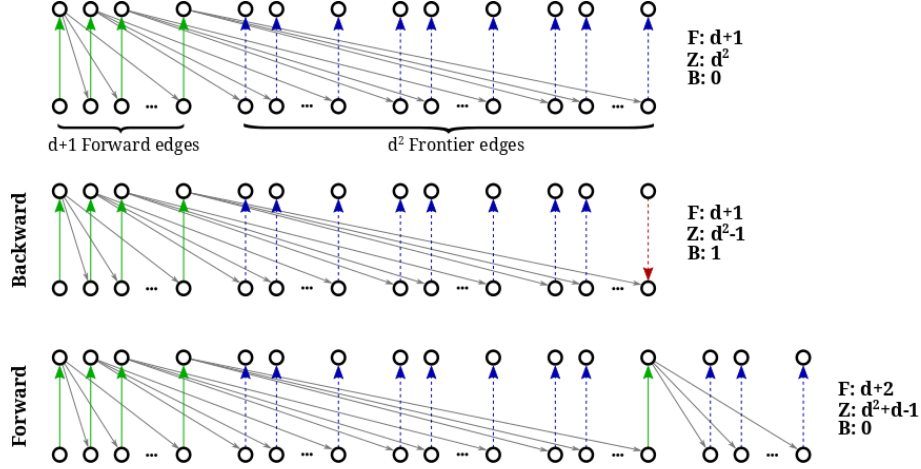 ...
...
...
...
F: d+1
Z: d²
B: 0
d+1 Forward edges
d² Frontier edges
Backward
...
...
...
...
F: d+1
Z: d²-1
B: 1
Forward
...
...
...
...
...
F: d+2
Z: d²+d-1
B: 0